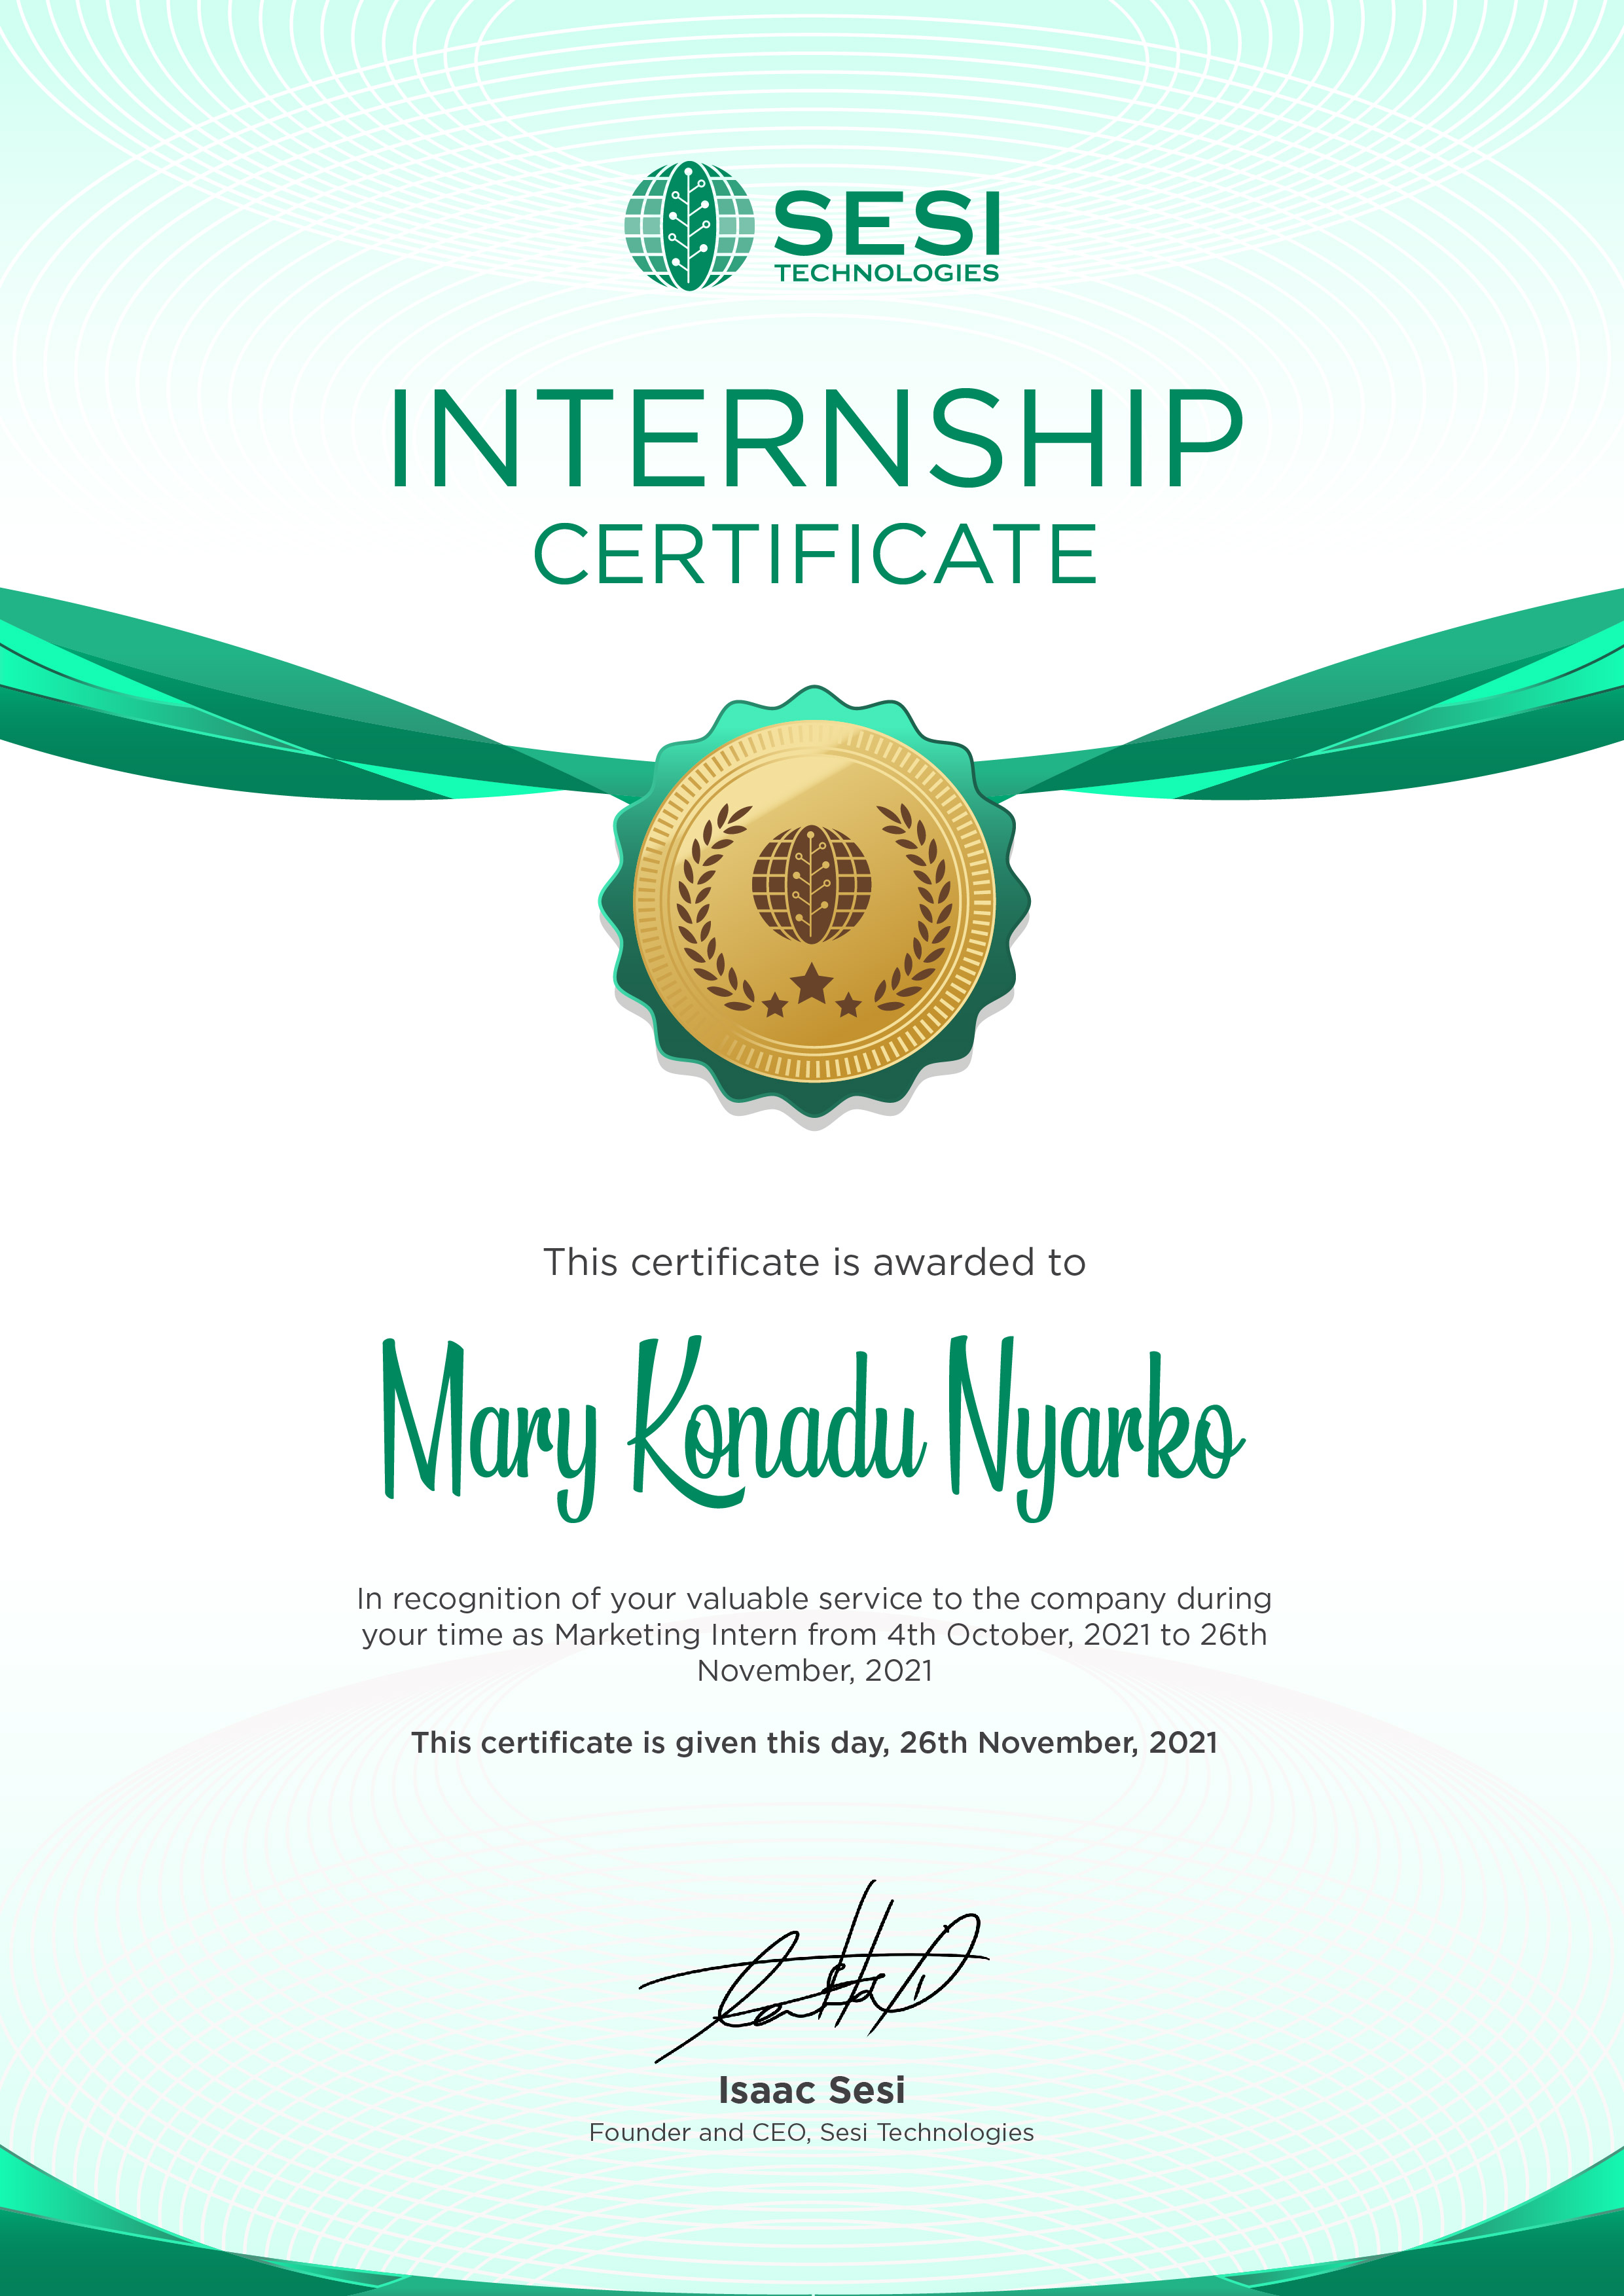 SESI
TECHNOLOGIES
INTERNSHIP
CERTIFICATE
This certificate is awarded to
Mary Konadu Nyarko
In recognition of your valuable service to the company during
your time as Marketing Intern from 4th October, 2021 to 26th
November, 2021
This certificate is given this day, 26th November, 2021
Isaac Sesi
Founder and CEO, Sesi Technologies